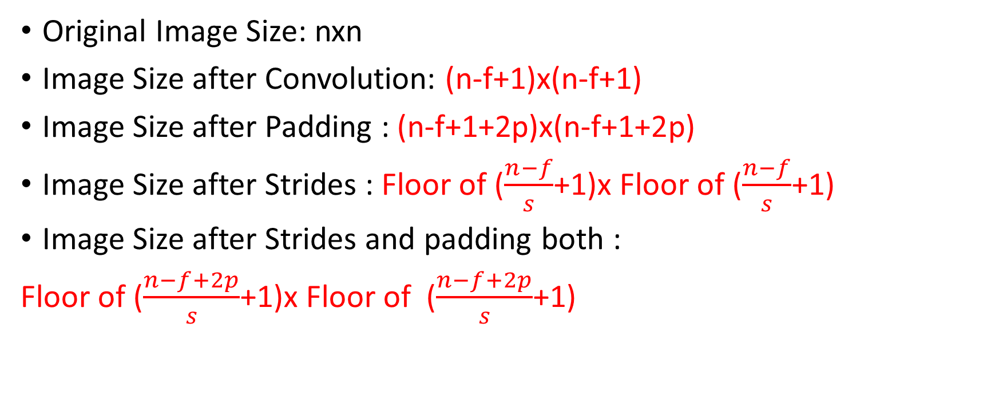 • Original Image Size: nxn
• Image Size after Convolution: (n-f+1)x(n-f+1)
• Image Size after Padding : (n-f+1+2p)x(n-f+1+2p)
• Image Size after Strides : Floor of (\frac{n-f}{s}+1)x Floor of (\frac{n-f}{s}+1)
• Image Size after Strides and padding both :
Floor of (\frac{n-f+2p}{s}+1)x Floor of (\frac{n-f+2p}{s}+1)